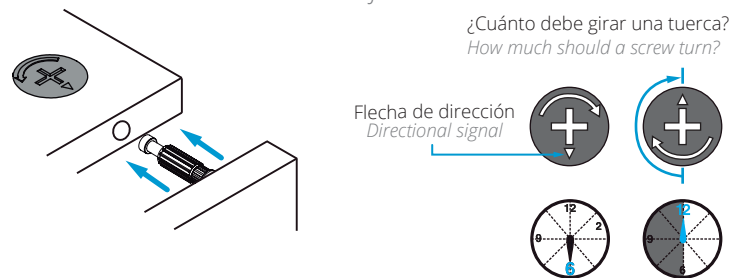 ¿Cuánto debe girar una tuerca?
How much should a screw turn?
Flecha de dirección
Directional signal
12
2
9
6
12
9
6